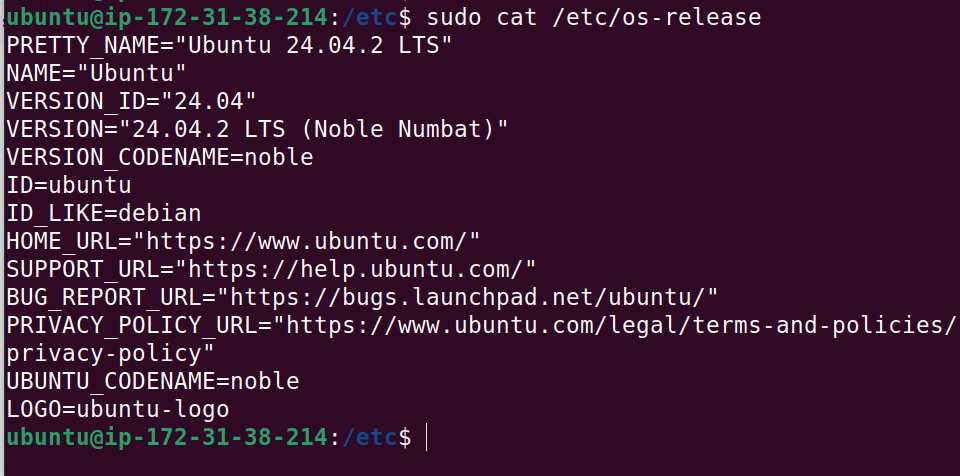 ubuntu@ip-172-31-38-214:/etc$ sudo cat /etc/os-release
PRETTY_NAME="Ubuntu 24.04.2 LTS"
NAME="Ubuntu"
VERSION_ID="24.04"
VERSION="24.04.2 LTS (Noble Numbat)"
VERSION_CODENAME=noble
ID=ubuntu
ID_LIKE=debian
HOME_URL="https://www.ubuntu.com/"
SUPPORT_URL="https://help.ubuntu.com/"
BUG_REPORT_URL="https://bugs.launchpad.net/ubuntu/"
PRIVACY_POLICY_URL="https://www.ubuntu.com/legal/terms-and-policies/
privacy-policy"
UBUNTU_CODENAME=noble
LOGO=ubuntu-logo
ubuntu@ip-172-31-38-214:/etc$